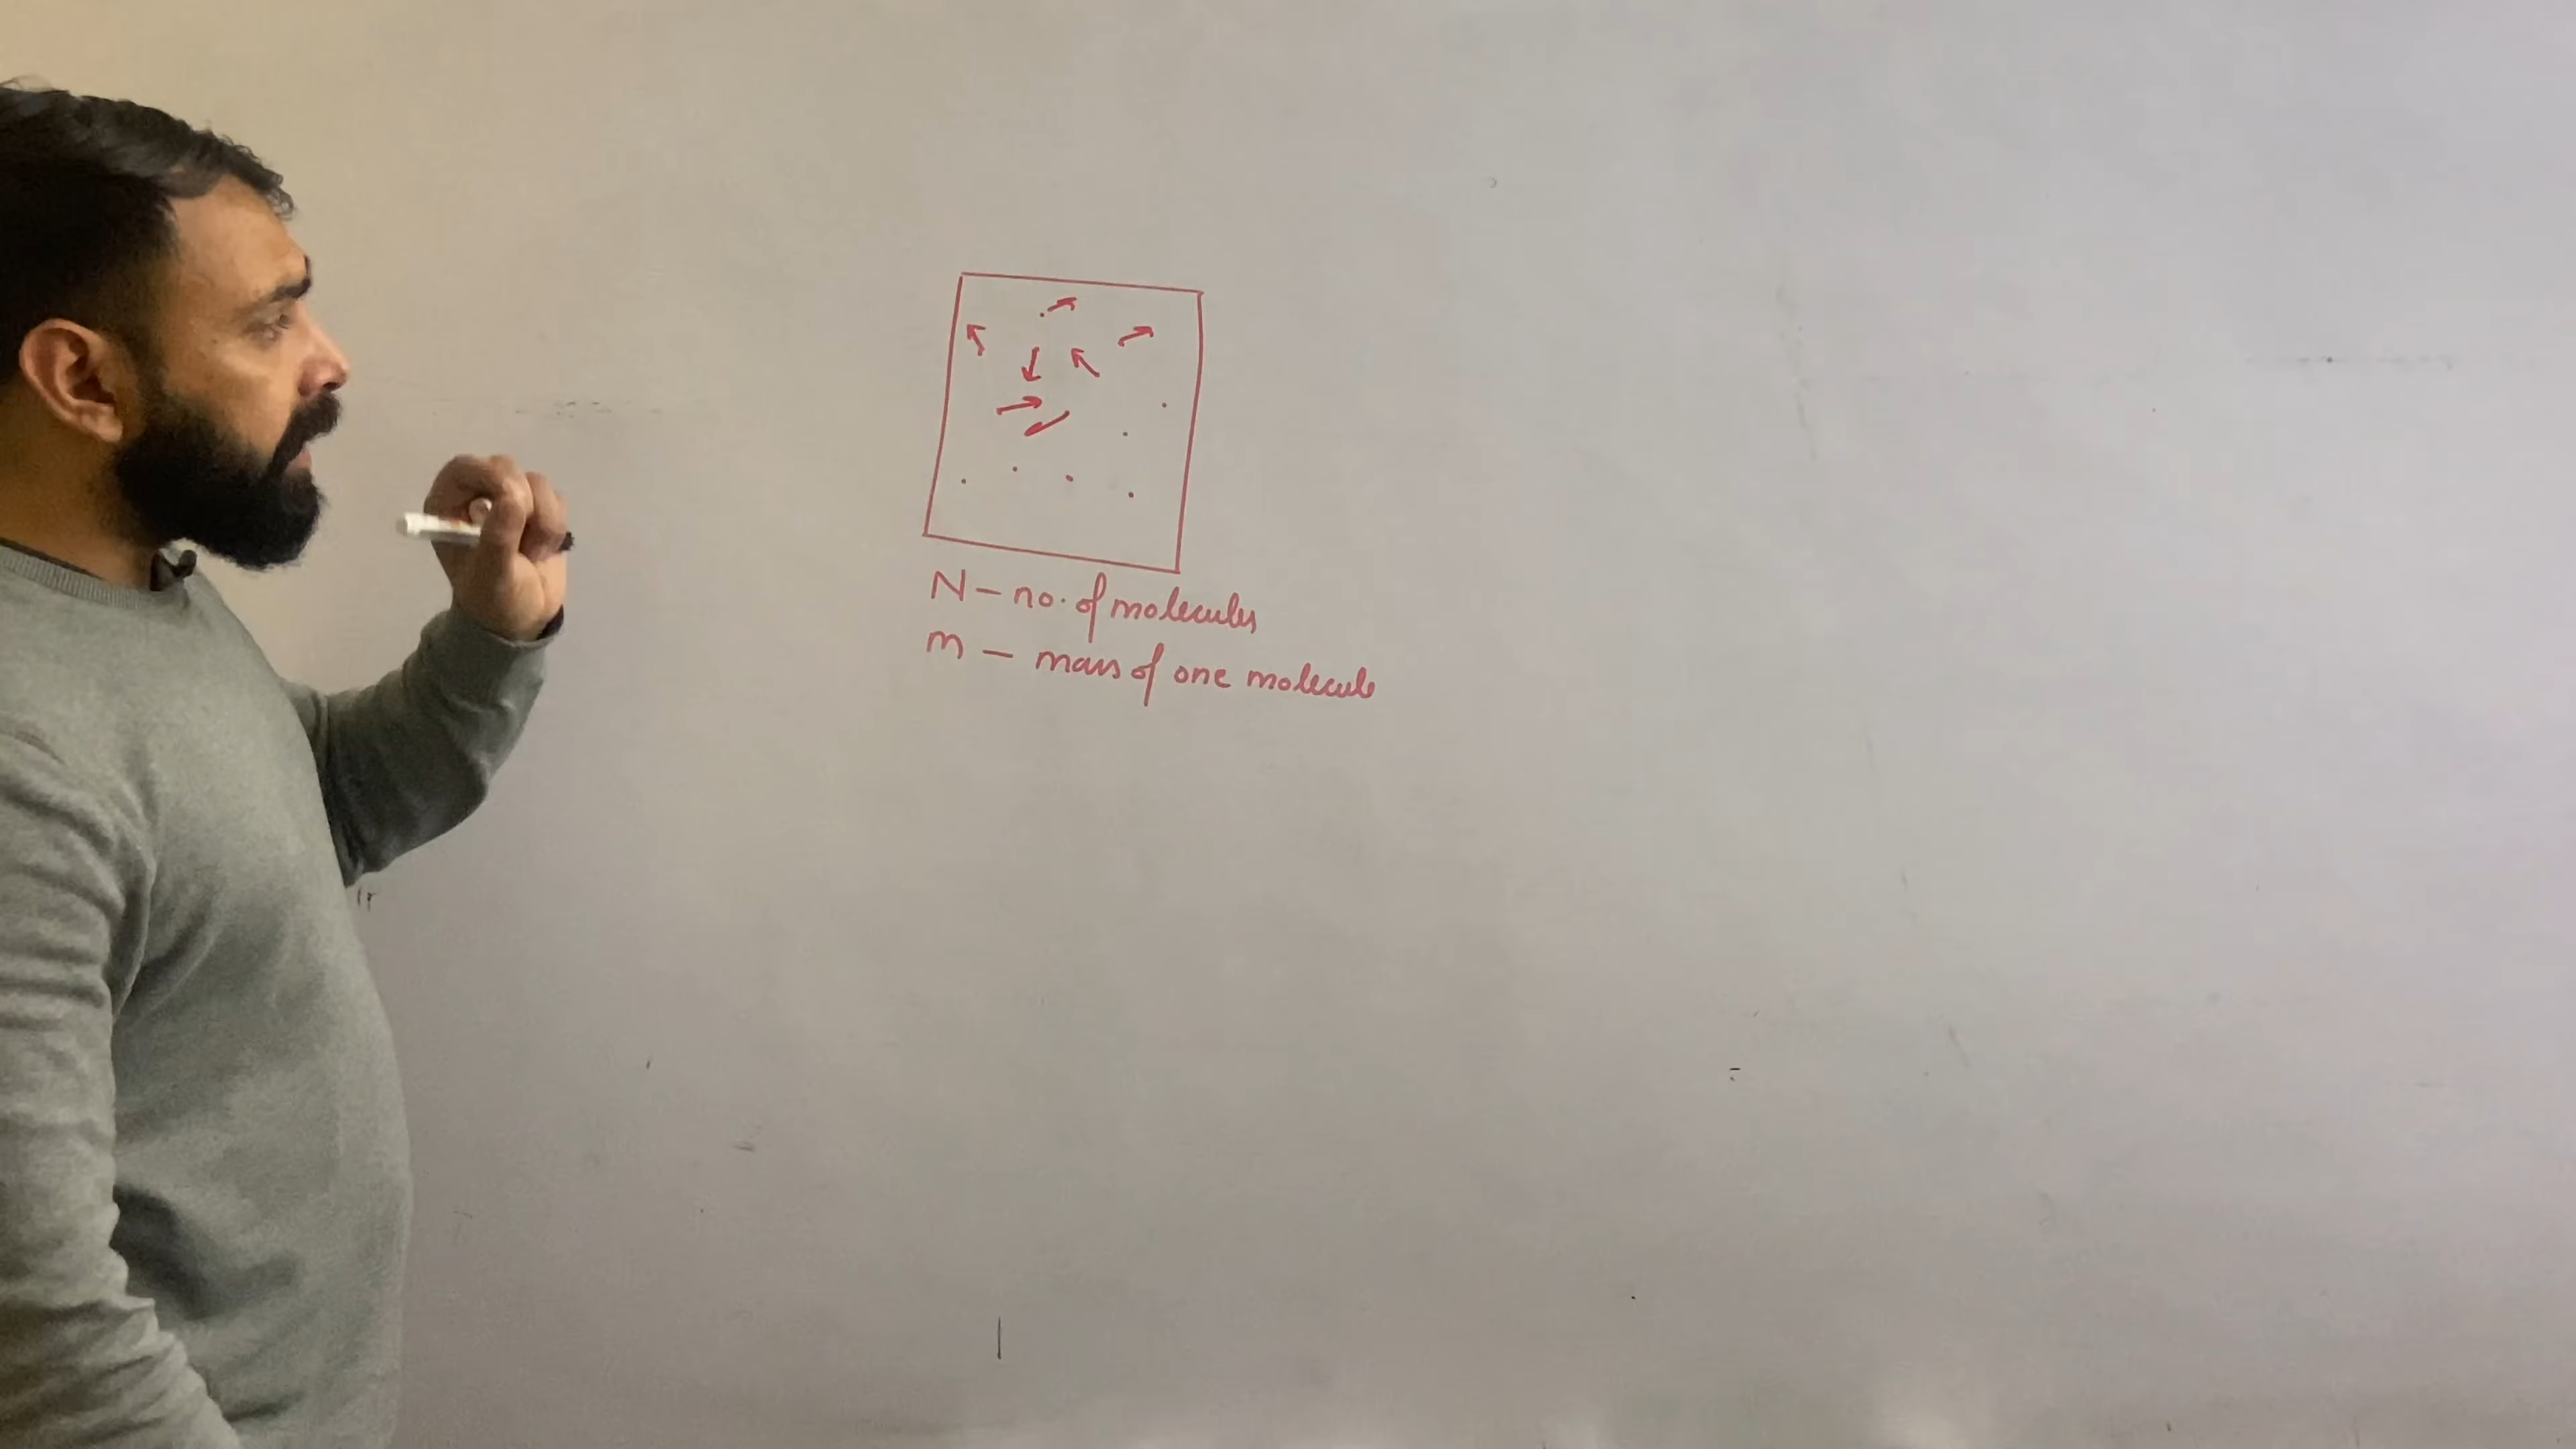 N – no. of molecules
m – mass of one molecule